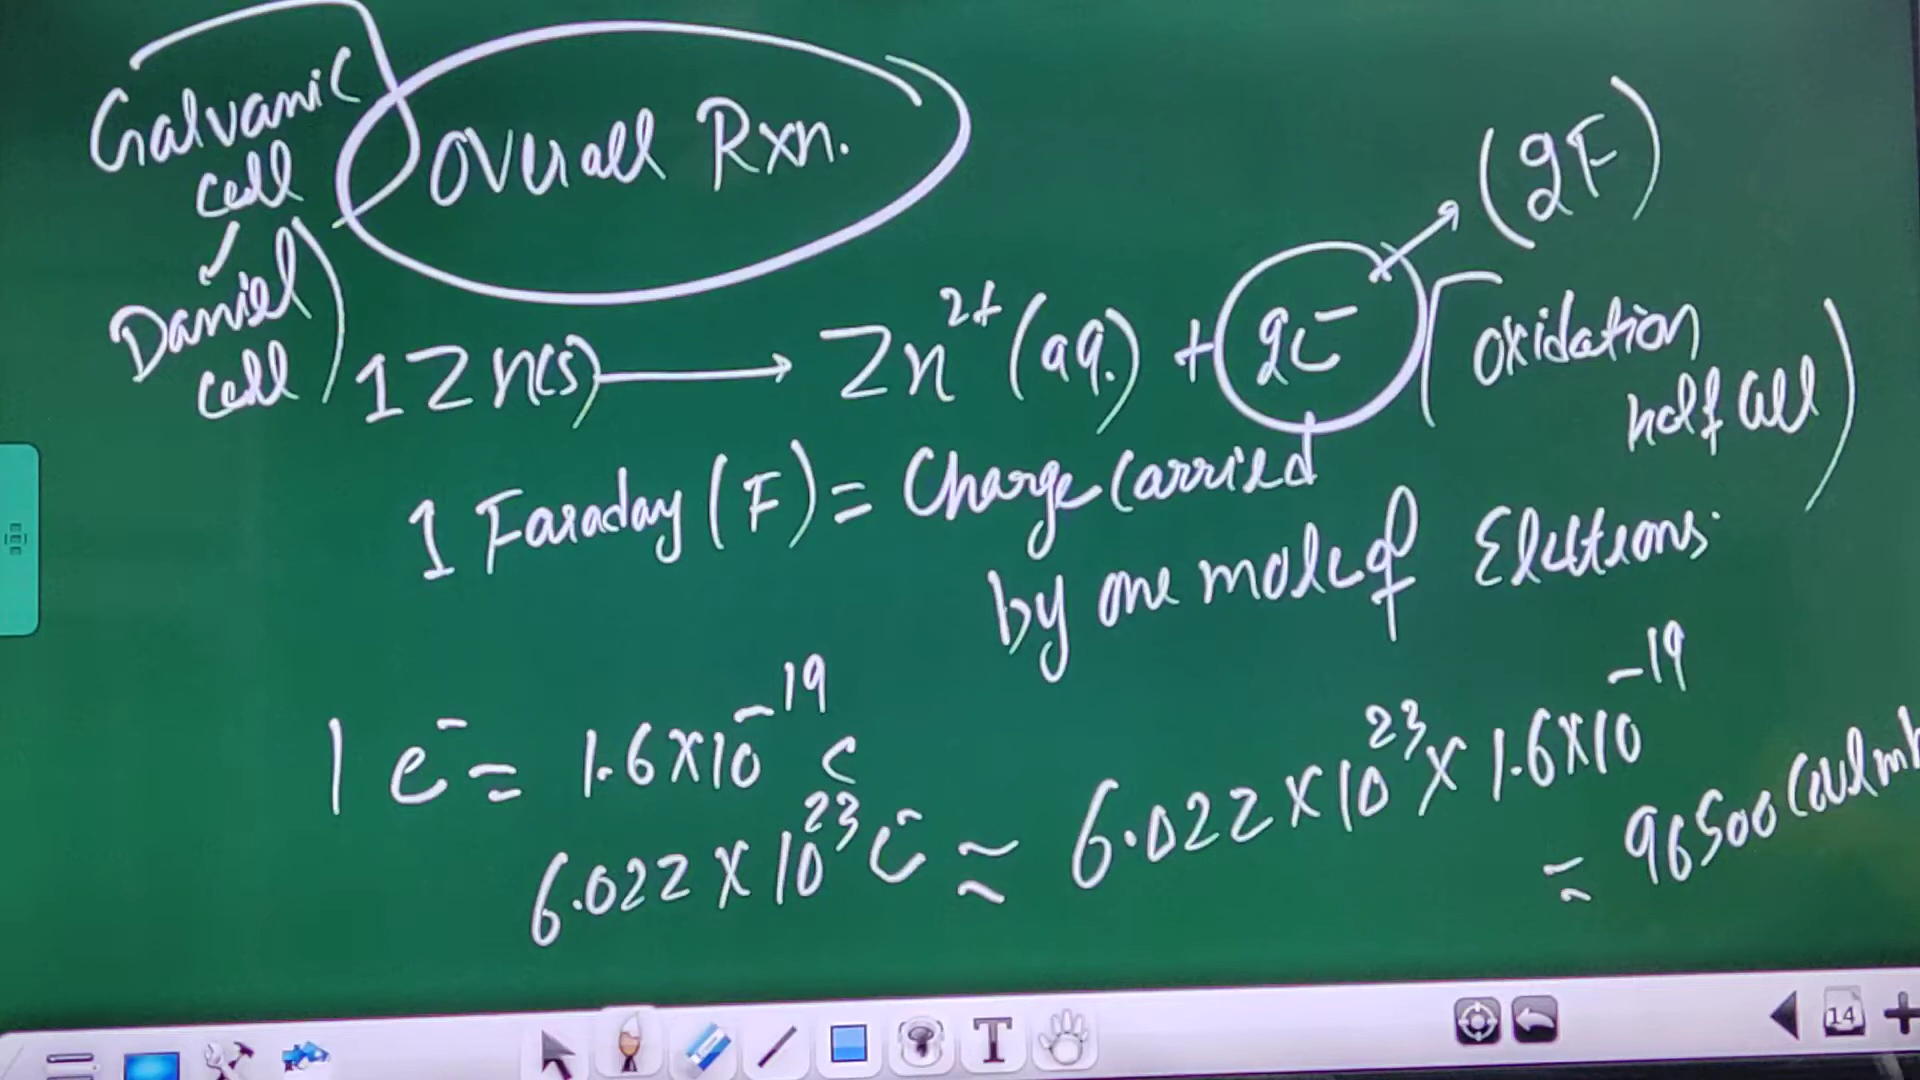 Galvanic
cell
Daniel
cell
Overall Rxn.
(2F)
1 Zn(s) → Zn²⁺ (aq.) + 2e⁻ (oxidation
half cell)
1 Faraday (F) = Charge carried
by one mole of Electrons.
1 e⁻ = 1.6×10⁻¹⁹ C
6.022 × 10²³ e⁻ = 6.022 × 10²³ × 1.6×10⁻¹⁹
= 96500 Coulmb
T
14